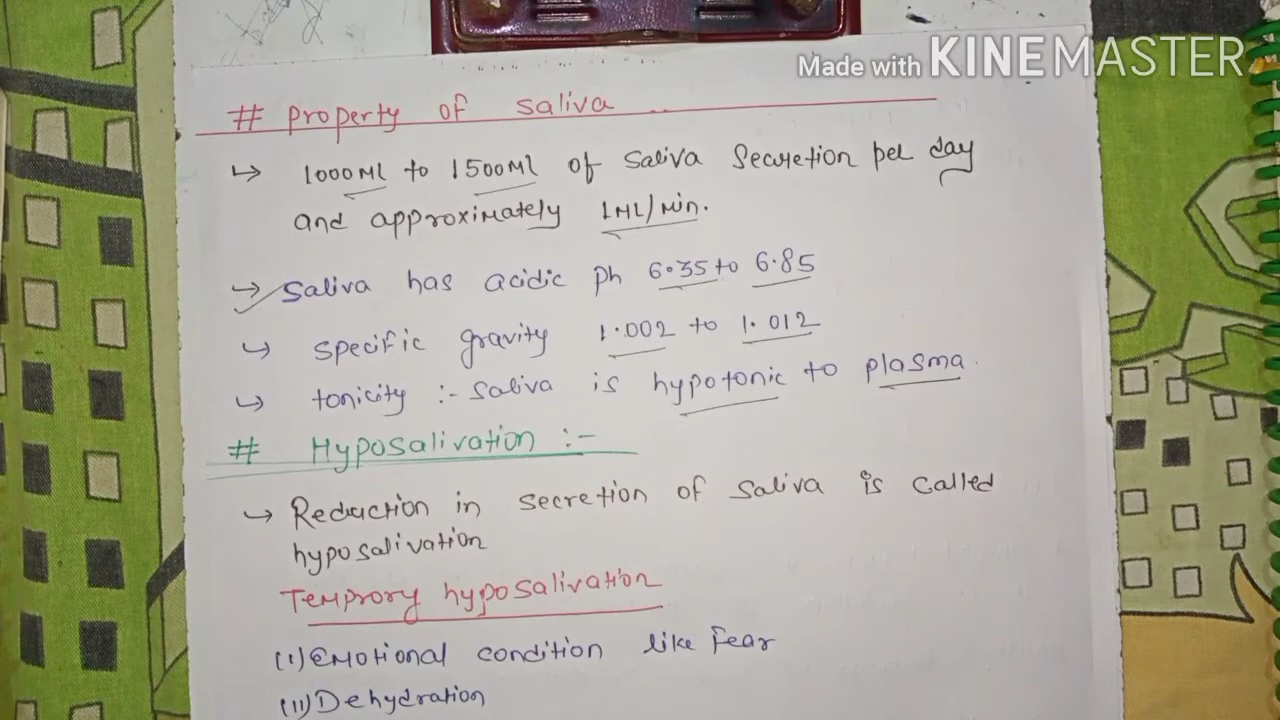 Made with KINEMASTER
# Property of saliva
↳ 1000Ml to 1500Ml of Saliva Secretion per day
and approximately 1Ml/Min.
→ Saliva has acidic Ph 6.35 to 6.85
↳ specific gravity 1.002 to 1.012
↳ tonicity :- Saliva is hypotonic to plasma.
# Hyposalivation :-
↳ Reduction in secretion of Saliva is called
hyposalivation
Temprory hyposalivation
(I) Emotional condition like Fear
(II) Dehydration